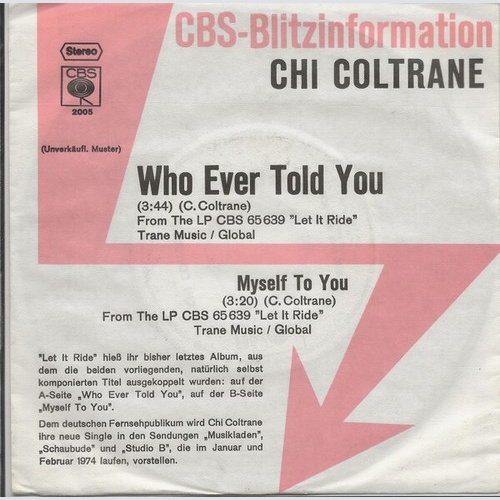 CBS-Blitzinformation
Stereo
CHI COLTRANE
CBS
2005
(Unverkäufl. Muster)
Who Ever Told You
(3:44) (C. Coltrane)
From The LP CBS 65639 "Let It Ride"
Trane Music / Global
Myself To You
(3:20) (C. Coltrane)
From The LP CBS 65639 "Let It Ride"
Trane Music / Global
"Let It Ride" hieß ihr bisher letztes Album, aus
dem die beiden vorliegenden, natürlich selbst
komponierten Titel ausgekoppelt wurden: auf der
A-Seite „Who Ever Told You", auf der B-Seite
„Myself To You".
Dem deutschen Fernsehpublikum wird Chi Coltrane
ihre neue Single in den Sendungen „Musikladen",
„Schaubude" und „Studio B", die im Januar und
Februar 1974 laufen, vorstellen.